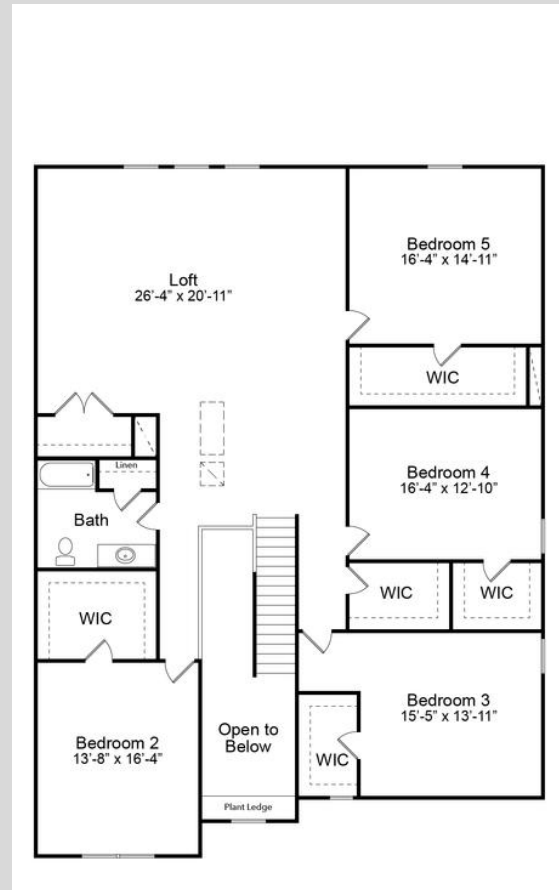 Bedroom 5
16'-4" x 14'-11"
Loft
26'-4" x 20'-11"
WIC
Linen
Bedroom 4
16'-4" x 12'-10"
Bath
WIC
WIC
WIC
Bedroom 3
15'-5" x 13'-11"
Open to
Below
Bedroom 2
13'-8" x 16'-4"
WIC
Plant Ledge